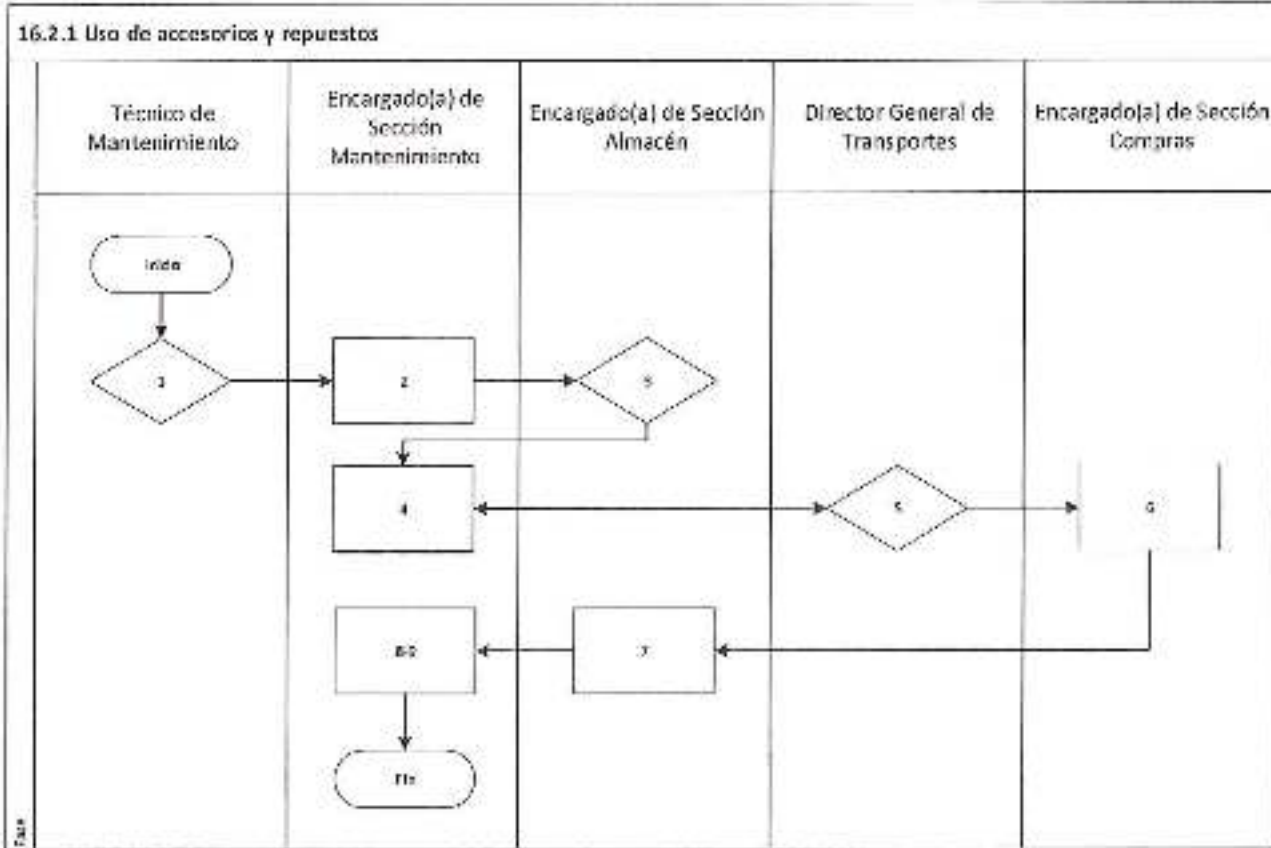 16.2.1 Uso de accesorios y repuestos
Técnico de
Mantenimiento
Encargado(a) de
Sección
Mantenimiento
Encargado(a) de Sección
Almacén
Director General de
Transportes
Encargado(a) de Sección
Compras
Inicio
1
2
3
4
5
6
7
8-9
Fin
Fase